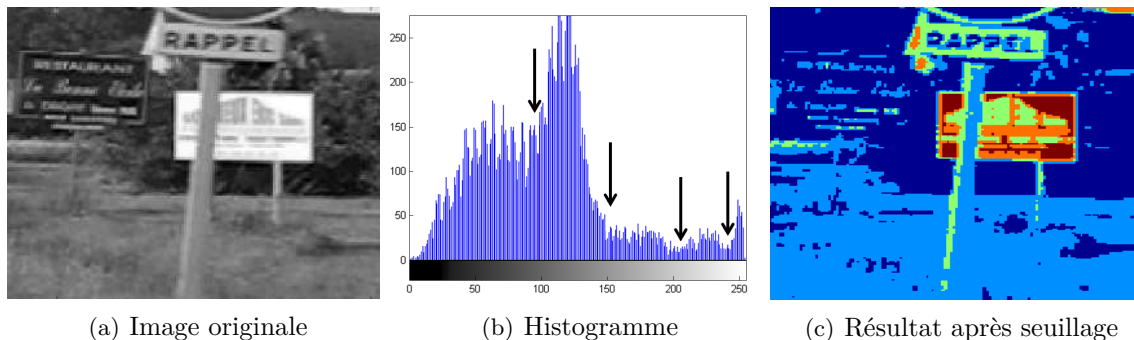 RAPPEL
RESTAURANT
250
200
150
100
50
0
0 50 100 150 200 250
RAPPEL
(a) Image originale
(b) Histogramme
(c) Résultat après seuillage